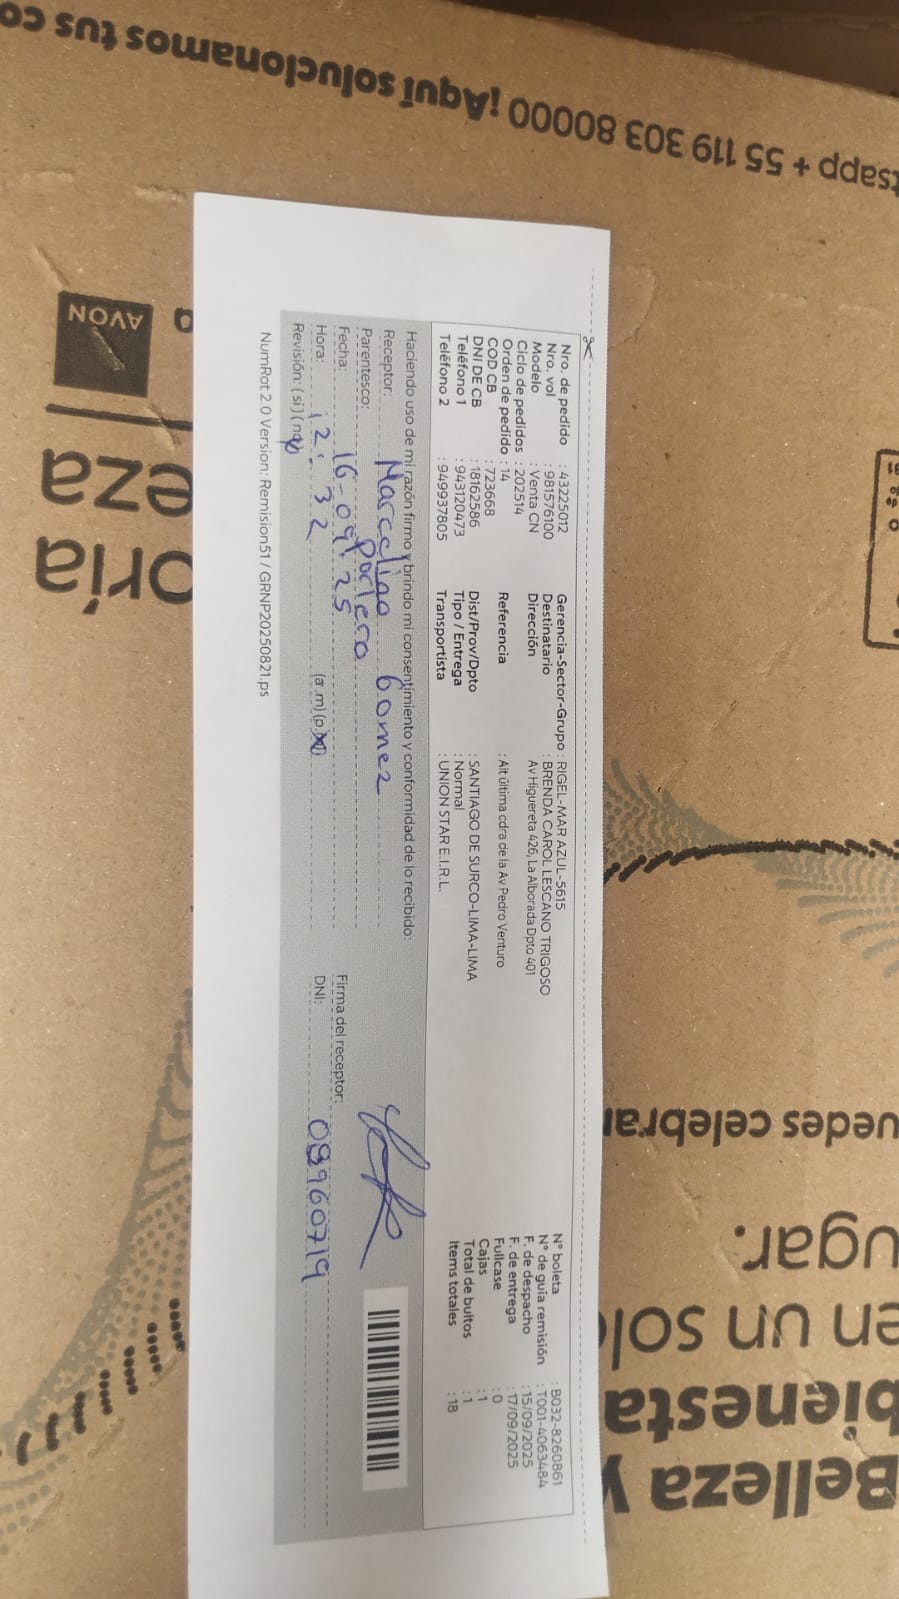 tsapp + 55 119 303 80000 ¡Aquí solucionamos tus co
AVON
a
oria
eza
Nro. de pedido : 43225012
Nro. vol : 981576100
Modelo : Venta CN
Ciclo de pedidos : 202514
Orden de pedido : 14
COD CB : 723668
DNI DE CB : 18162586
Teléfono 1 : 943120473
Teléfono 2 : 949937805
Gerencia-Sector-Grupo : RIGEL-MAR AZUL-5615
Destinatario : BRENDA CAROL LESCANO TRIGOSO
Dirección Av Higuereta 426, La Alborada Dpto 401
Referencia : Alt última cdra de la Av Pedro Venturo
Dist/Prov/Dpto : SANTIAGO DE SURCO-LIMA-LIMA
Tipo / Entrega : Normal
Transportista : UNION STAR E.I.R.L.
N° boleta : B032-8260861
N° de guía remisión : T001-4063484
F. de despacho : 15/09/2025
F. de entrega : 17/09/2025
Fullcase : 0
Cajas : 1
Total de bultos : 1
Items totales : 18
Haciendo uso de mi razón firmo y brindo mi consentimiento y conformidad de lo recibido:
Receptor: Marcelino Gomez
Parentesco: portero
Fecha: 16-09-25
Hora: 12:32 (a.m)(p.m)
Revisión: (si)(no)
Firma del receptor:
DNI: 09960719
NumRot 2.0 Version: Remision51 / GRNP20250821.ps
uedes celebrar
ugar.
en un solo
bienesta
Belleza y